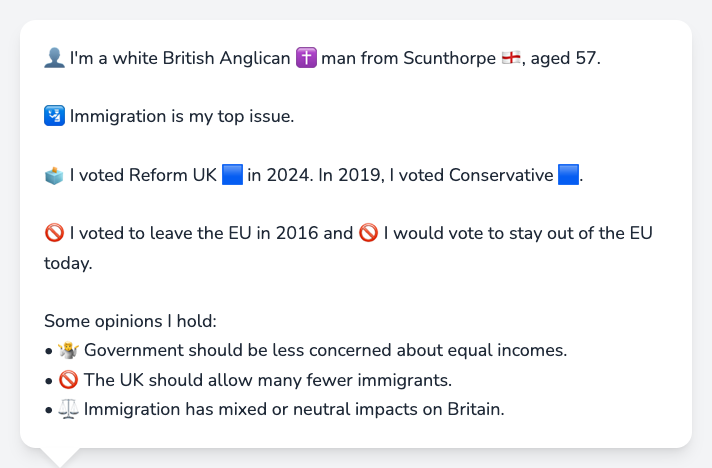 👤 I'm a white British Anglican ✝️ man from Scunthorpe 🏴󠁧󠁢󠁥󠁮󠁧󠁿, aged 57.
🛂 Immigration is my top issue.
🗳️ I voted Reform UK 🟦 in 2024. In 2019, I voted Conservative 🟦.
🚫 I voted to leave the EU in 2016 and 🚫 I would vote to stay out of the EU
today.
Some opinions I hold:
• 🤷 Government should be less concerned about equal incomes.
• 🚫 The UK should allow many fewer immigrants.
• ⚖️ Immigration has mixed or neutral impacts on Britain.